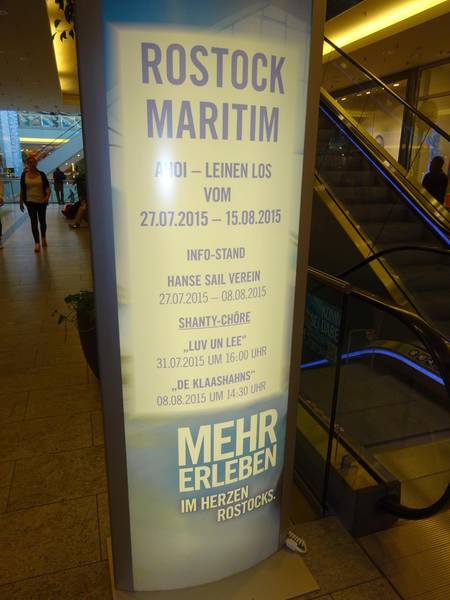 ROSTOCK
MARITIM
AHOI – LEINEN LOS
VOM
27.07.2015 – 15.08.2015
INFO-STAND
HANSE SAIL VEREIN
27.07.2015 – 08.08.2015
SHANTY-CHÖRE
„LUV UN LEE“
31.07.2015 UM 16:00 UHR
„DE KLAASHAHNS“
08.08.2015 UM 14:30 UHR
MEHR
ERLEBEN
IM HERZEN
ROSTOCKS.